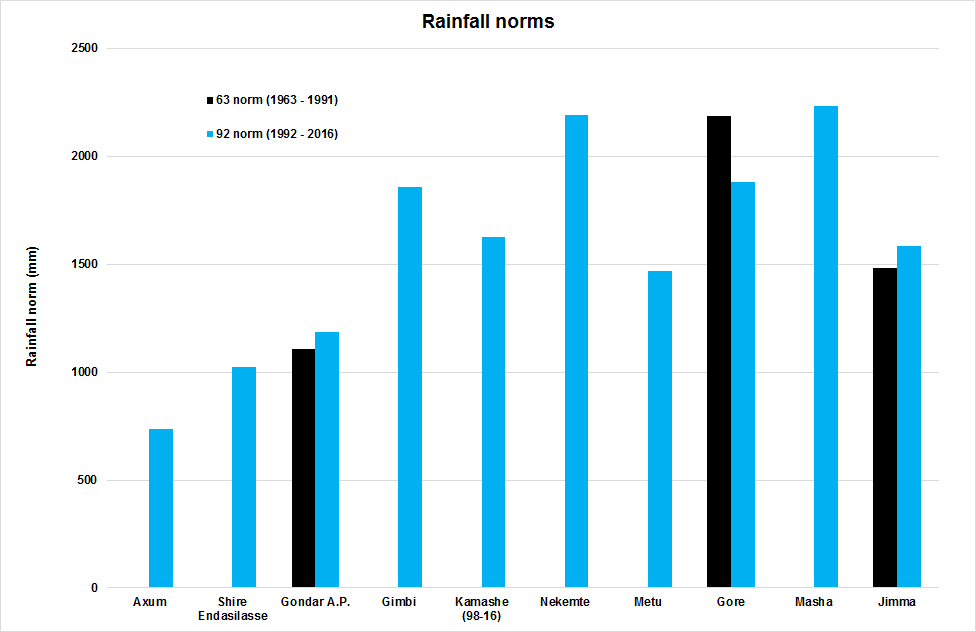 Rainfall norms
2500
63 norm (1963 - 1991)
92 norm (1992 - 2016)
2000
1500
Rainfall norm (mm)
1000
500
0
Axum
Shire
Endasilasse
Gondar A.P.
Gimbi
Kamashe
(98-16)
Nekemte
Metu
Gore
Masha
Jimma